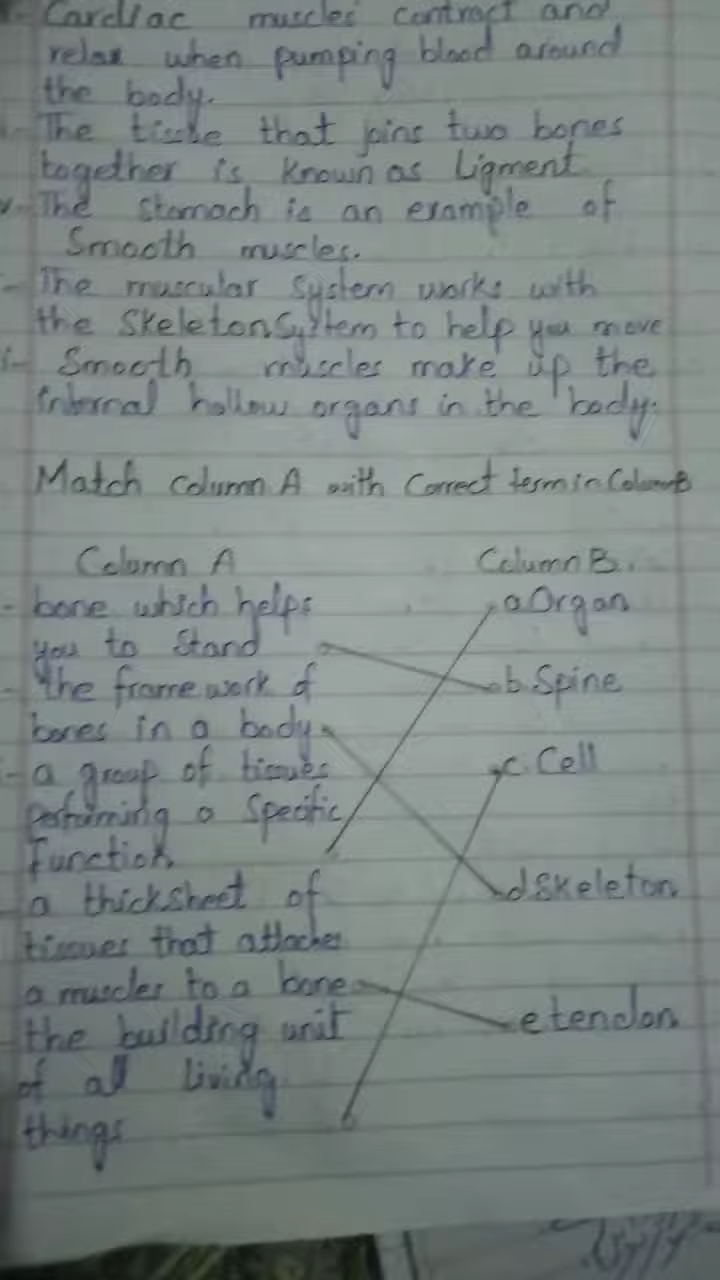 Cardiac muscles contract and
relax when pumping blood around
the body.
The tissue that joins two bones
together is known as Ligment
The stomach is an example of
Smooth muscles.
The muscular system works with
the Skeleton System to help you move
Smooth muscles make up the
internal hollow organs in the body.
Match column A with Correct term in Column B
Column A
Column B.
bone which helps
you to Stand
the frame work of
bones in a body
a group of tissues
performing a Specific
Function
a thick sheet of
tissues that attaches
a muscles to a bone
the building unit
of all living
things
a Organ
b. Spine
c. Cell
d Skeleton
e tendon